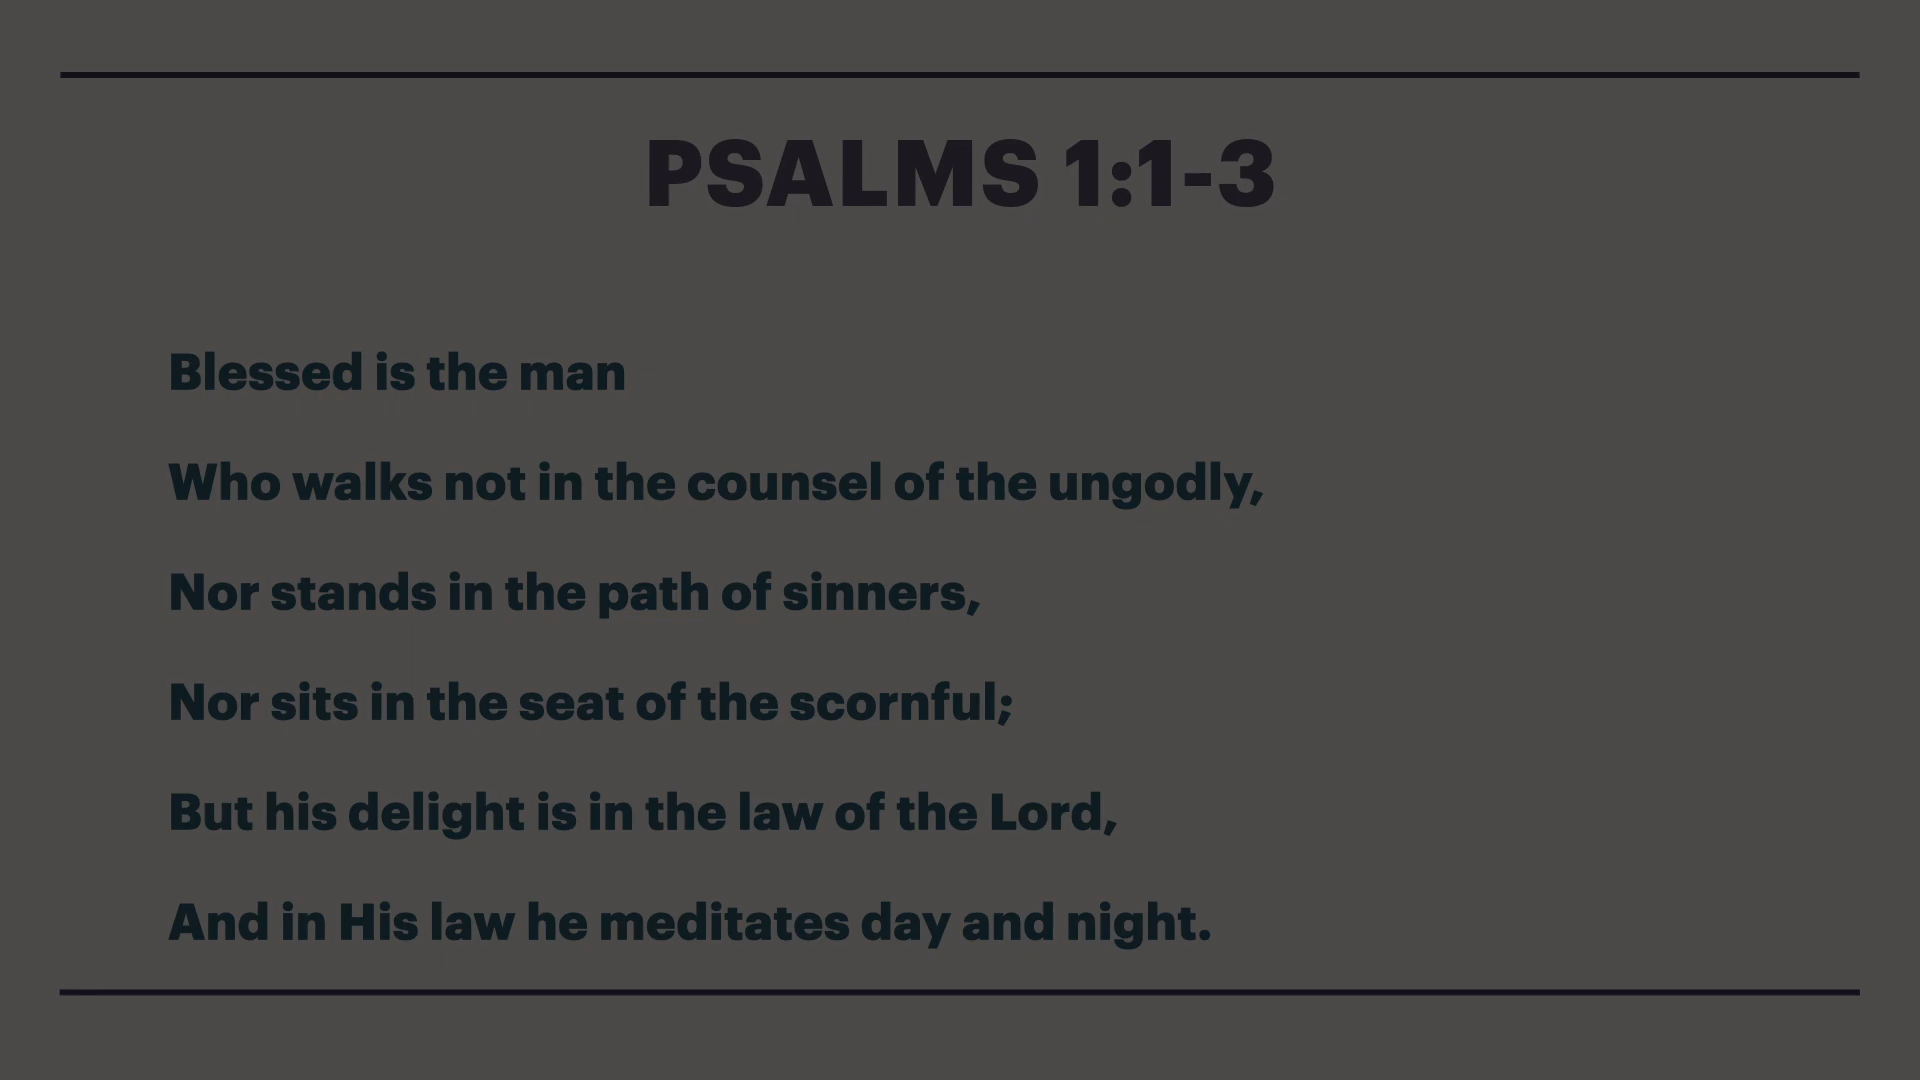 PSALMS 1:1-3
Blessed is the man
Who walks not in the counsel of the ungodly,
Nor stands in the path of sinners,
Nor sits in the seat of the scornful;
But his delight is in the law of the Lord,
And in His law he meditates day and night.